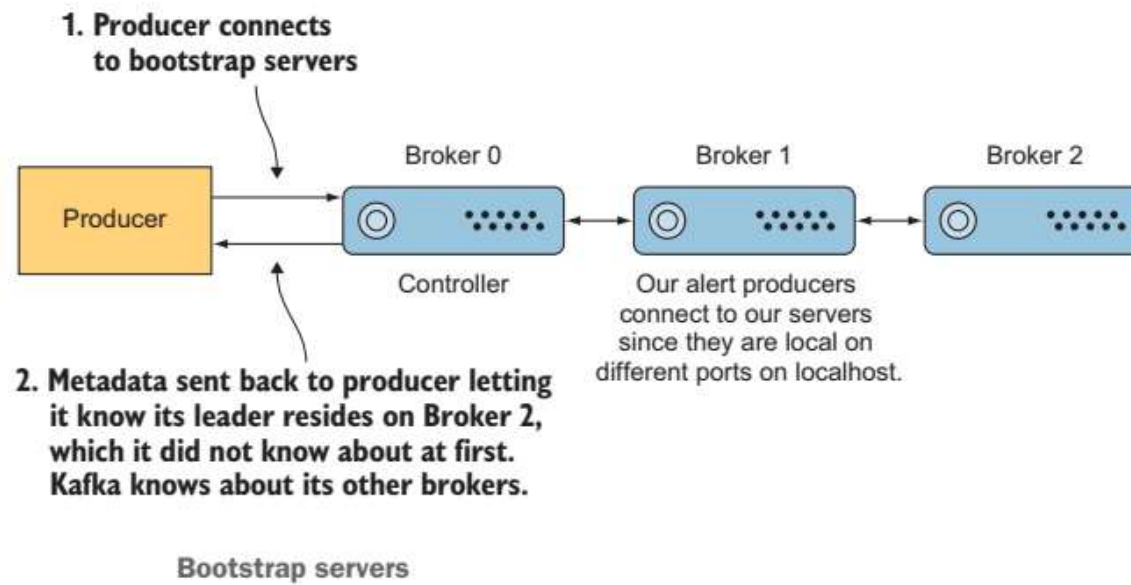 1. Producer connects
to bootstrap servers
Broker 0
Broker 1
Broker 2
Producer
Controller
Our alert producers
connect to our servers
since they are local on
different ports on localhost.
2. Metadata sent back to producer letting
it know its leader resides on Broker 2,
which it did not know about at first.
Kafka knows about its other brokers.
Bootstrap servers